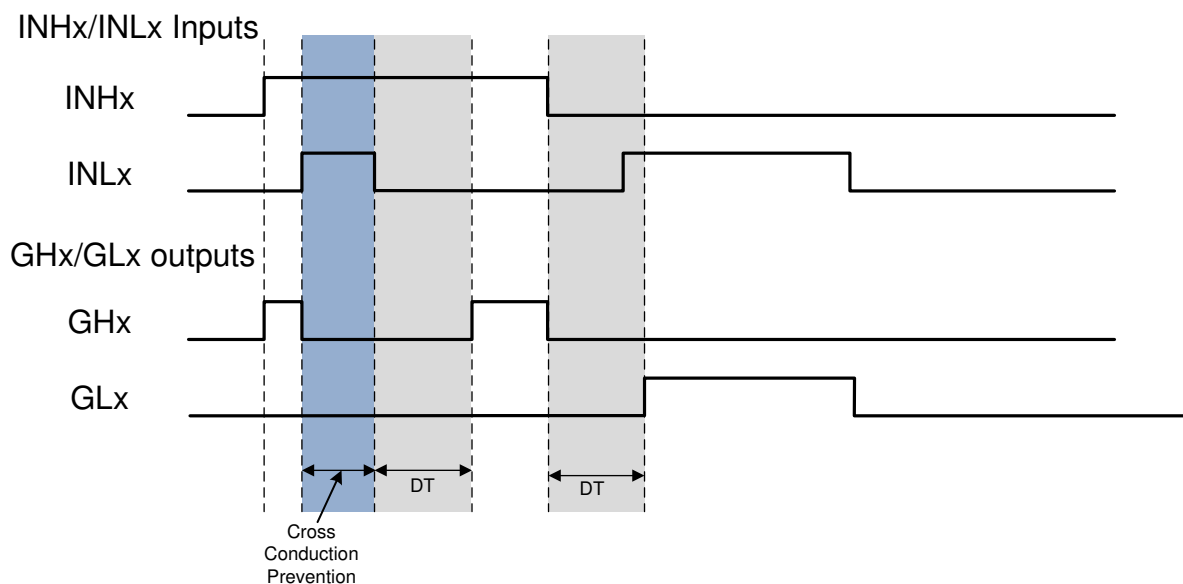 INHx/INLx Inputs
INHx
INLx
GHx/GLx outputs
GHx
GLx
DT
DT
Cross
Conduction
Prevention